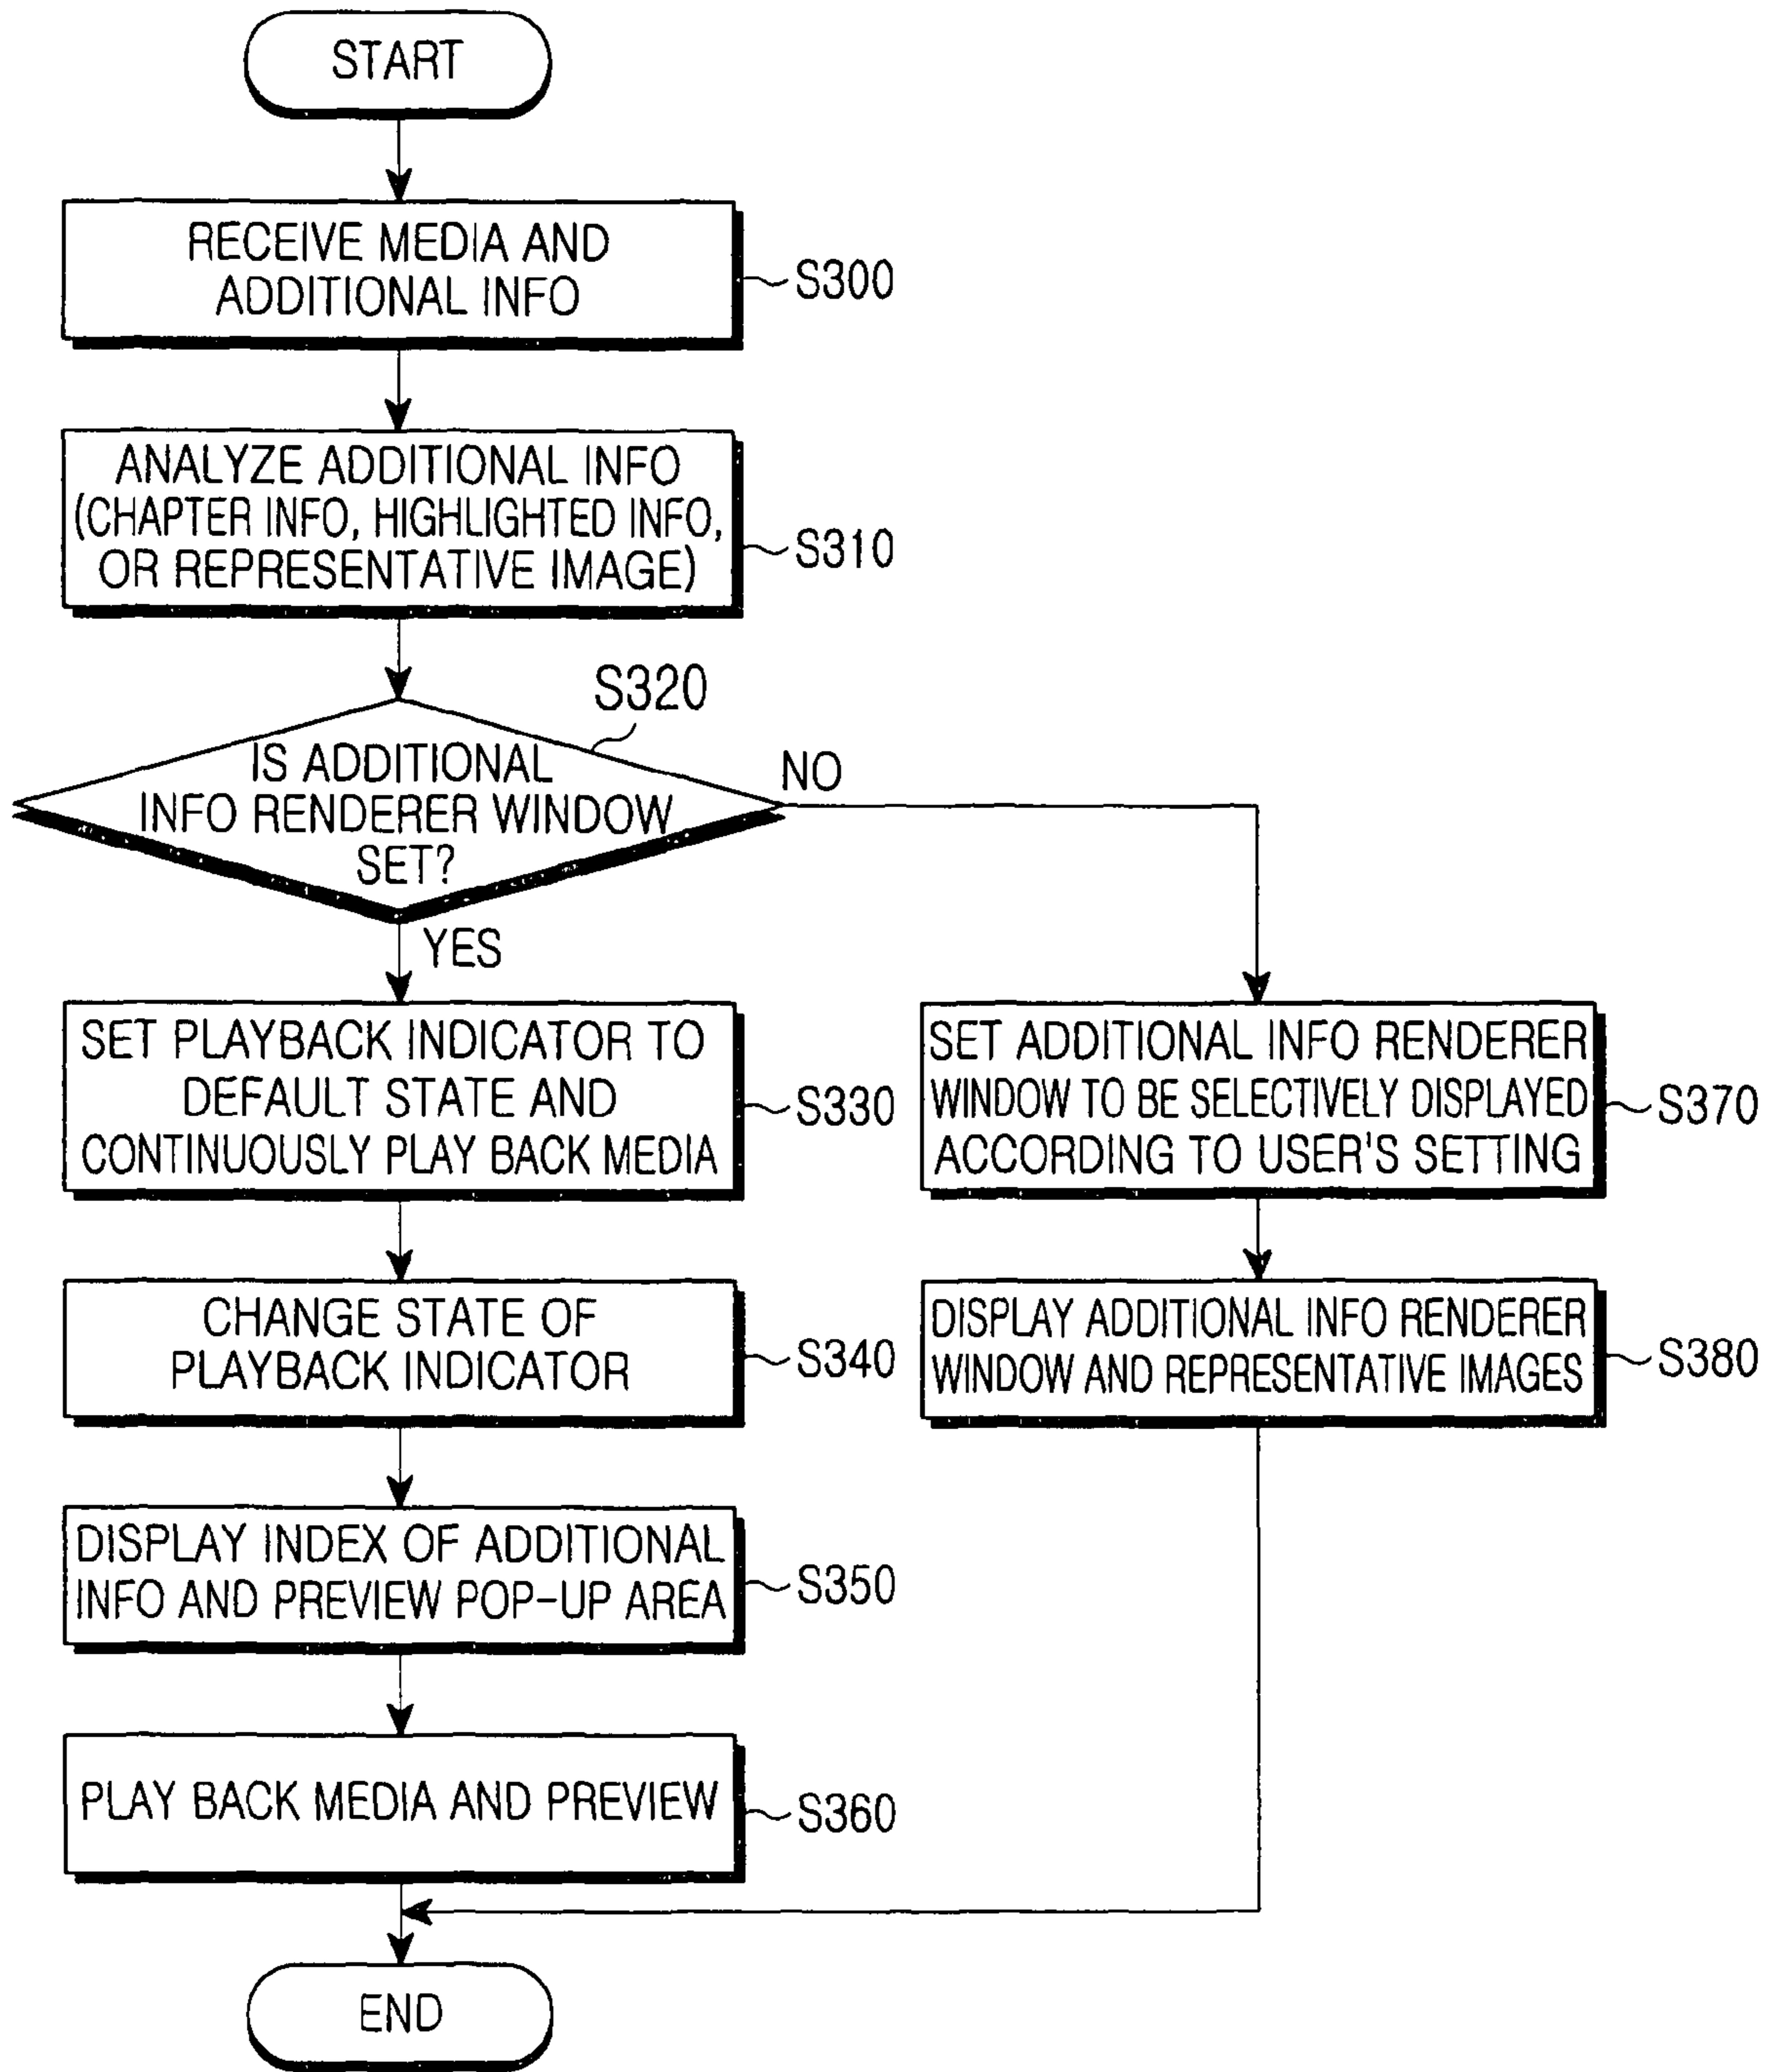 START
RECEIVE MEDIA AND
ADDITIONAL INFO
S300
ANALYZE ADDITIONAL INFO
(CHAPTER INFO, HIGHLIGHTED INFO,
OR REPRESENTATIVE IMAGE)
S310
S320
IS ADDITIONAL
INFO RENDERER WINDOW
SET?
NO
YES
SET PLAYBACK INDICATOR TO
DEFAULT STATE AND
CONTINUOUSLY PLAY BACK MEDIA
S330
SET ADDITIONAL INFO RENDERER
WINDOW TO BE SELECTIVELY DISPLAYED
ACCORDING TO USER'S SETTING
S370
CHANGE STATE OF
PLAYBACK INDICATOR
S340
DISPLAY ADDITIONAL INFO RENDERER
WINDOW AND REPRESENTATIVE IMAGES
S380
DISPLAY INDEX OF ADDITIONAL
INFO AND PREVIEW POP-UP AREA
S350
PLAY BACK MEDIA AND PREVIEW
S360
END